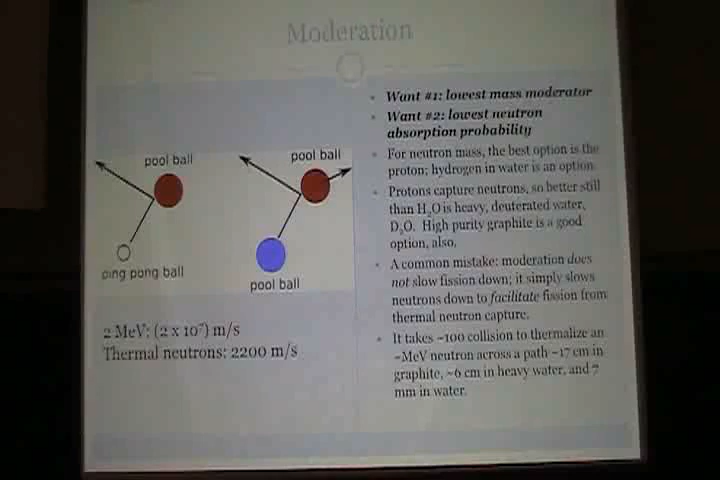 Moderation
pool ball
ping pong ball
pool ball
pool ball
2 MeV: (2 x 10⁷) m/s
Thermal neutrons: 2200 m/s
Want #1: lowest mass moderator
Want #2: lowest neutron
absorption probability
For neutron mass, the best option is the
proton; hydrogen in water is an option.
Protons capture neutrons, so better still
than H₂O is heavy, deuterated water,
D₂O. High purity graphite is a good
option, also.
A common mistake: moderation does
not slow fission down; it simply slows
neutrons down to facilitate fission from
thermal neutron capture.
It takes ~100 collision to thermalize an
~MeV neutron across a path ~17 cm in
graphite, ~6 cm in heavy water, and 7
mm in water.